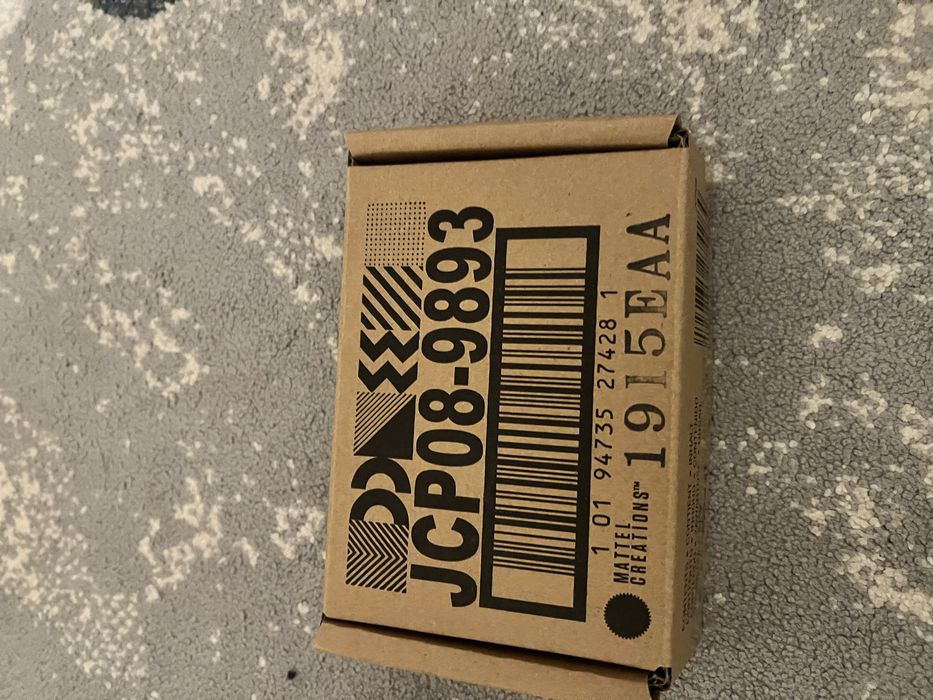 JCP08-9893
1 01 94735 27428 1
MATTEL
CREATIONS™
1915EAA